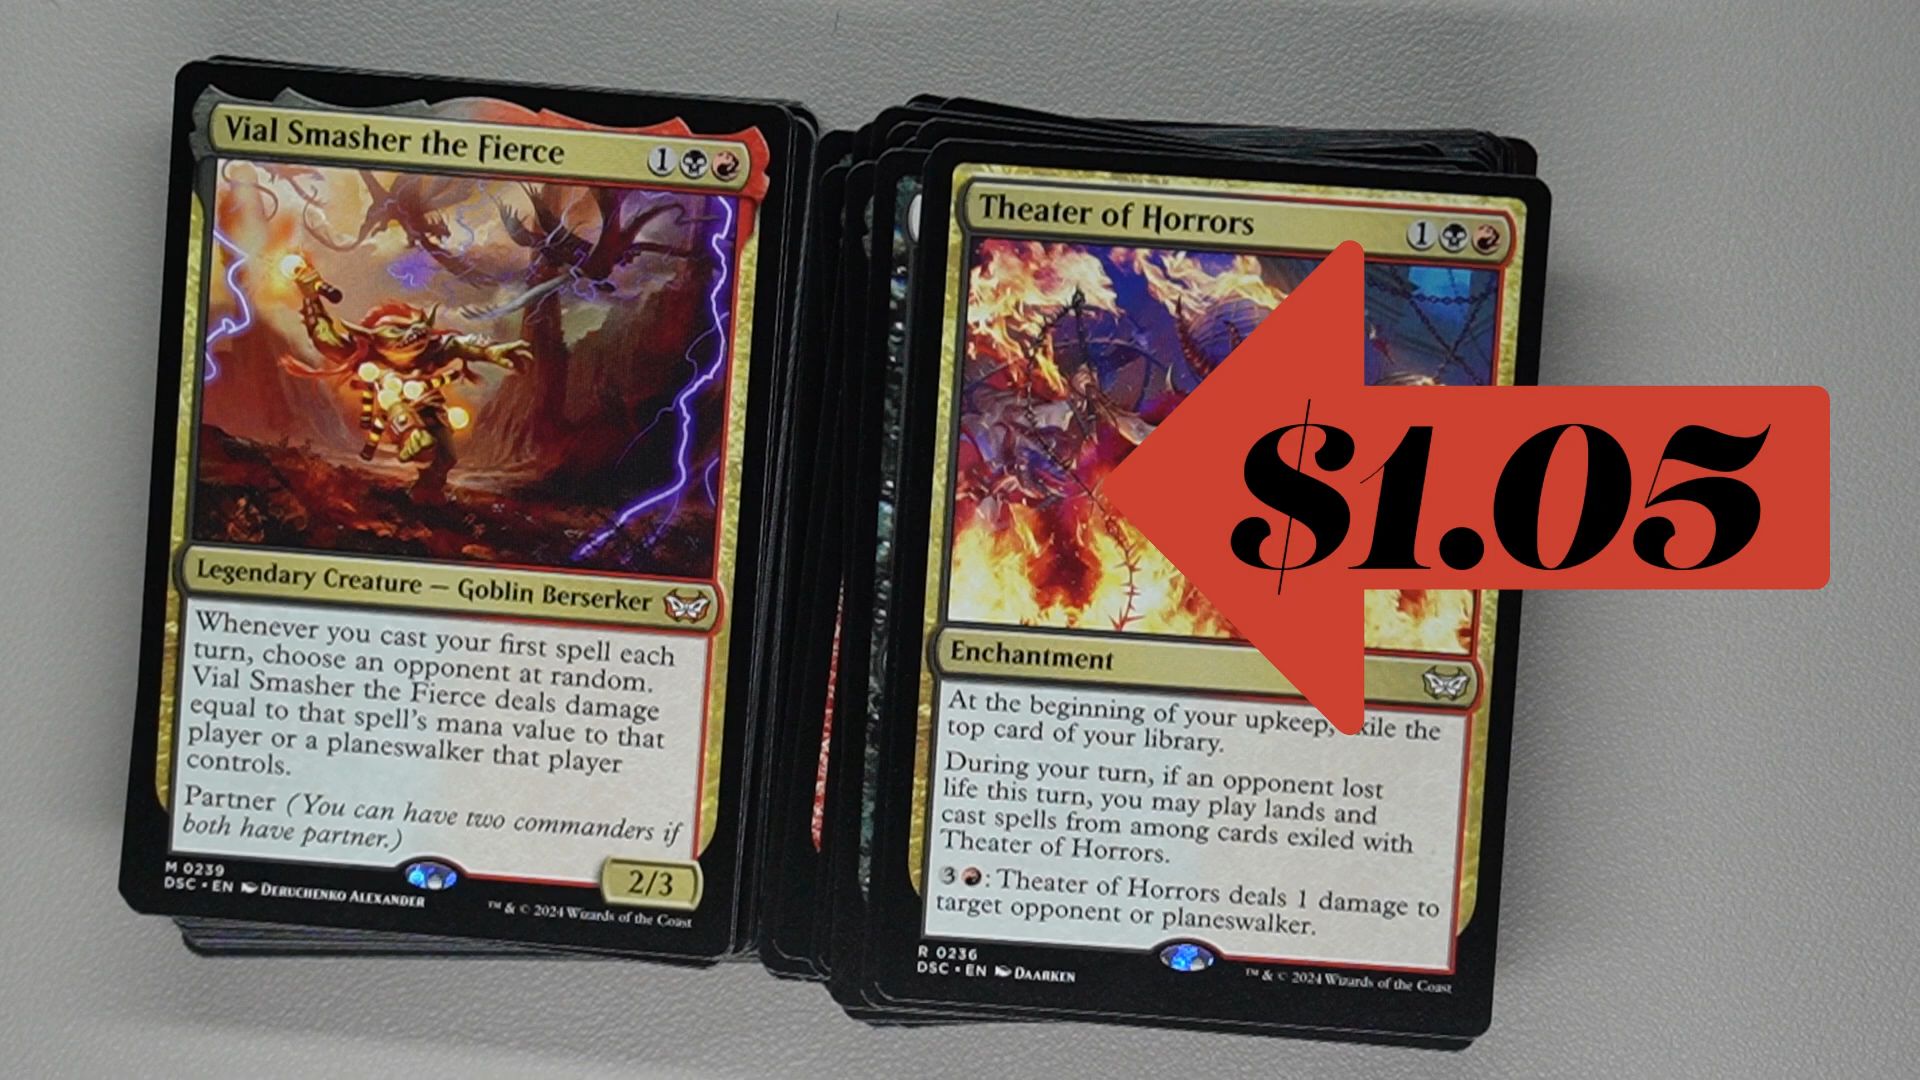 Vial Smasher the Fierce 1
Legendary Creature — Goblin Berserker
Whenever you cast your first spell each
turn, choose an opponent at random.
Vial Smasher the Fierce deals damage
equal to that spell's mana value to that
player or a planeswalker that player
controls.
Partner (You can have two commanders if
both have partner.)
2/3
M 0239
DSC • EN DERUCHENKO ALEXANDER
™ & © 2024 Wizards of the Coast
Theater of Horrors 1
$1.05
Enchantment
At the beginning of your upkeep, xile the
top card of your library.
During your turn, if an opponent lost
life this turn, you may play lands and
cast spells from among cards exiled with
Theater of Horrors.
3 : Theater of Horrors deals 1 damage to
target opponent or planeswalker.
R 0236
DSC • EN DAARKEN
™ & © 2024 Wizards of the Coast